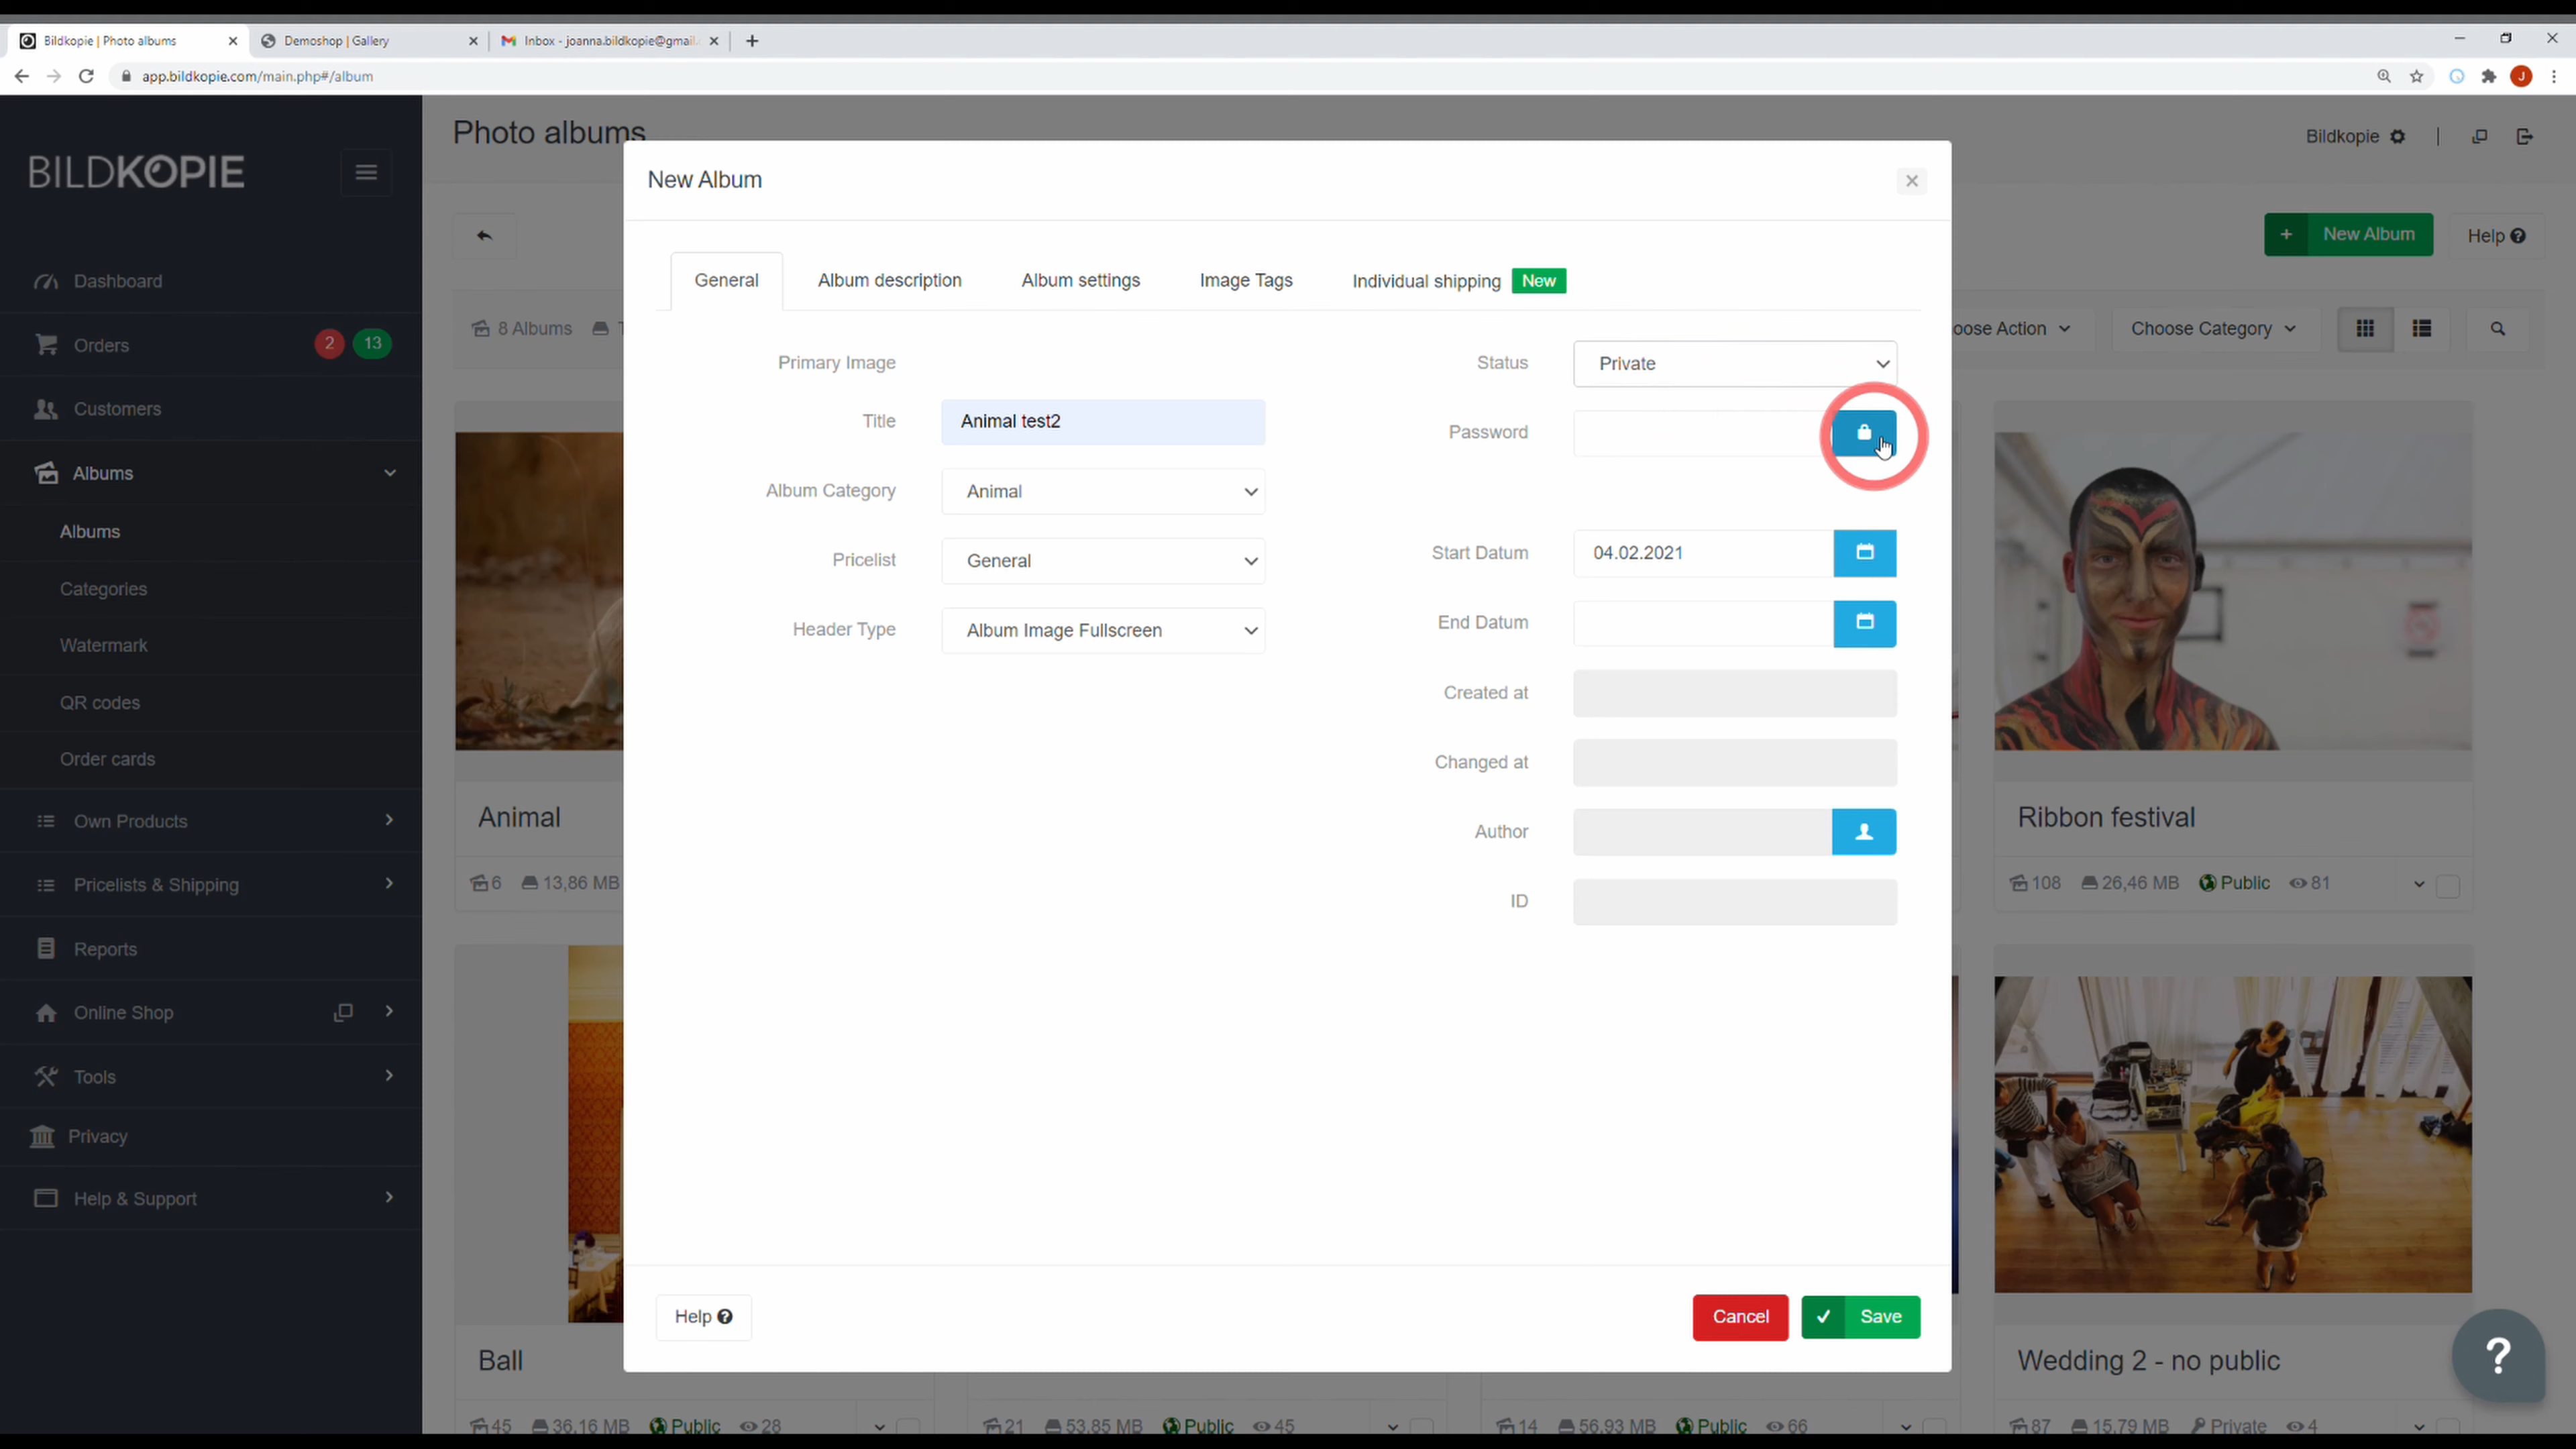 Bildkopie | Photo albums
Demoshop | Gallery
Inbox - joanna.bildkopie@gmail.
app.bildkopie.com/main.php#/album
J
BILDKOPIE
Dashboard
Orders 2 13
Customers
Albums
Albums
Categories
Watermark
QR codes
Order cards
Own Products
Pricelists & Shipping
Reports
Online Shop
Tools
Privacy
Help & Support
Photo albums
Bildkopie
New Album
Help
8 Albums
Choose Category
Action
New Album
General
Album description
Album settings
Image Tags
Individual shipping New
Primary Image
Title Animal test2
Album Category Animal
Pricelist General
Header Type Album Image Fullscreen
Status Private
Password
Start Datum 04.02.2021
End Datum
Created at
Changed at
Author
ID
Help
Cancel
Save
Animal
6 13,86 MB
Ribbon festival
108 26,46 MB Public 81
Ball
45 36,16 MB Public 28
21 53,85 MB Public 45
14 56,93 MB Public 66
Wedding 2 - no public
87 15,79 MB Private 4
?